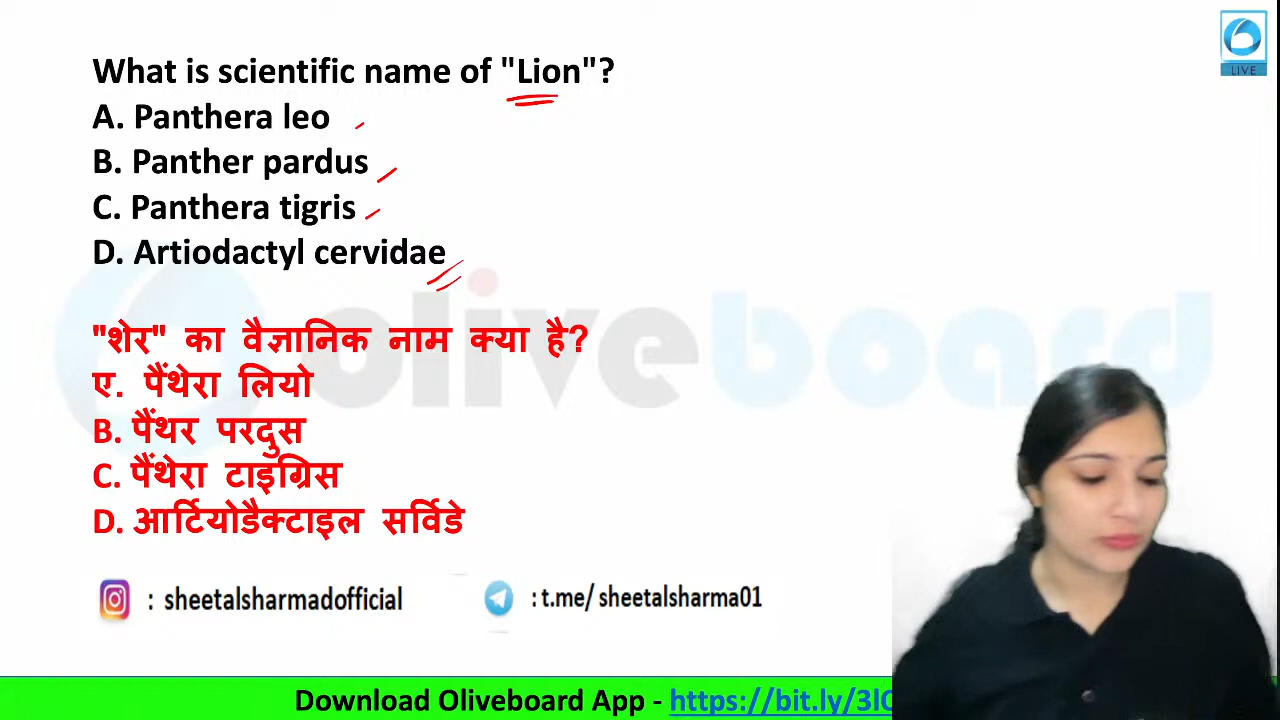 LIVE
What is scientific name of "Lion"?
A. Panthera leo
B. Panther pardus
C. Panthera tigris
D. Artiodactyl cervidae
oliveboard
"शेर" का वैज्ञानिक नाम क्या है?
ए. पैंथेरा लियो
B. पैंथर परदुस
C. पैंथेरा टाइग्रिस
D. आर्टियोडैक्टाइल सर्विडे
: sheetalsharmadofficial
: t.me/ sheetalsharma01
Download Oliveboard App - https://bit.ly/3l